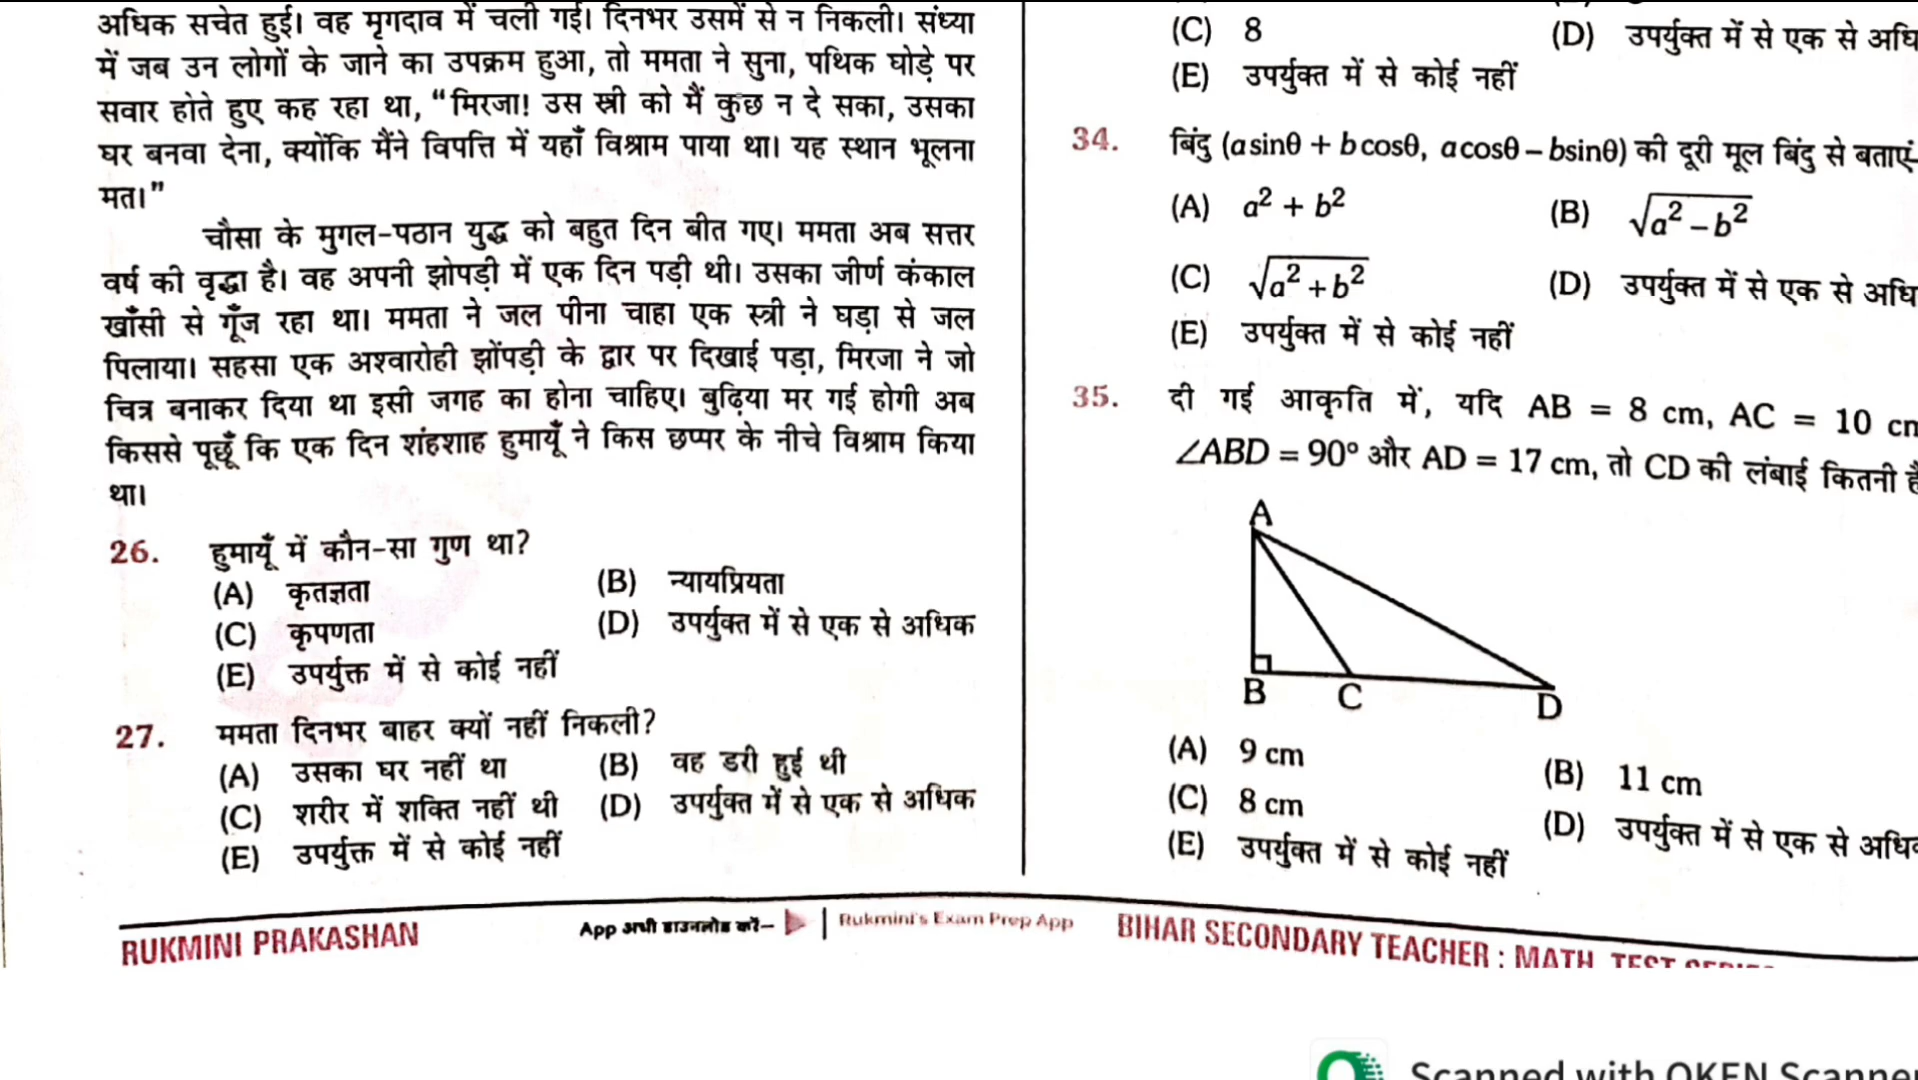 अधिक सचेत हुई। वह मृगदाव में चली गई। दिनभर उसमें से न निकली। संध्या
में जब उन लोगों के जाने का उपक्रम हुआ, तो ममता ने सुना, पथिक घोड़े पर
सवार होते हुए कह रहा था, “मिरजा! उस स्त्री को मैं कुछ न दे सका, उसका
घर बनवा देना, क्योंकि मैंने विपत्ति में यहाँ विश्राम पाया था। यह स्थान भूलना
मत।”
चौसा के मुगल-पठान युद्ध को बहुत दिन बीत गए। ममता अब सत्तर
वर्ष की वृद्धा है। वह अपनी झोपड़ी में एक दिन पड़ी थी। उसका जीर्ण कंकाल
खाँसी से गूँज रहा था। ममता ने जल पीना चाहा एक स्त्री ने घड़ा से जल
पिलाया। सहसा एक अश्वारोही झोंपड़ी के द्वार पर दिखाई पड़ा, मिरजा ने जो
चित्र बनाकर दिया था इसी जगह का होना चाहिए। बुढ़िया मर गई होगी अब
किससे पूछूँ कि एक दिन शंहशाह हुमायूँ ने किस छप्पर के नीचे विश्राम किया
था।
26. हुमायूँ में कौन-सा गुण था?
(A) कृतज्ञता (B) न्यायप्रियता
(C) कृपणता (D) उपर्युक्त में से एक से अधिक
(E) उपर्युक्त में से कोई नहीं
27. ममता दिनभर बाहर क्यों नहीं निकली?
(A) उसका घर नहीं था (B) वह डरी हुई थी
(C) शरीर में शक्ति नहीं थी (D) उपर्युक्त में से एक से अधिक
(E) उपर्युक्त में से कोई नहीं
(C) 8 (D) उपर्युक्त में से एक से अधि
(E) उपर्युक्त में से कोई नहीं
34. बिंदु (a sinθ + b cosθ, a cosθ – bsinθ) की दूरी मूल बिंदु से बताएं-
(A) a² + b² (B) √(a² – b²)
(C) √(a² + b²) (D) उपर्युक्त में से एक से अधि
(E) उपर्युक्त में से कोई नहीं
35. दी गई आकृति में, यदि AB = 8 cm, AC = 10 cm
∠ABD = 90° और AD = 17 cm, तो CD की लंबाई कितनी है
A
B C D
(A) 9 cm (B) 11 cm
(C) 8 cm (D) उपर्युक्त में से एक से अधि
(E) उपर्युक्त में से कोई नहीं
RUKMINI PRAKASHAN App अभी डाउनलोड करें– | Rukmini's Exam Prep App BIHAR SECONDARY TEACHER : MATH TEST SERIES
Scanned with OKEN Scanner